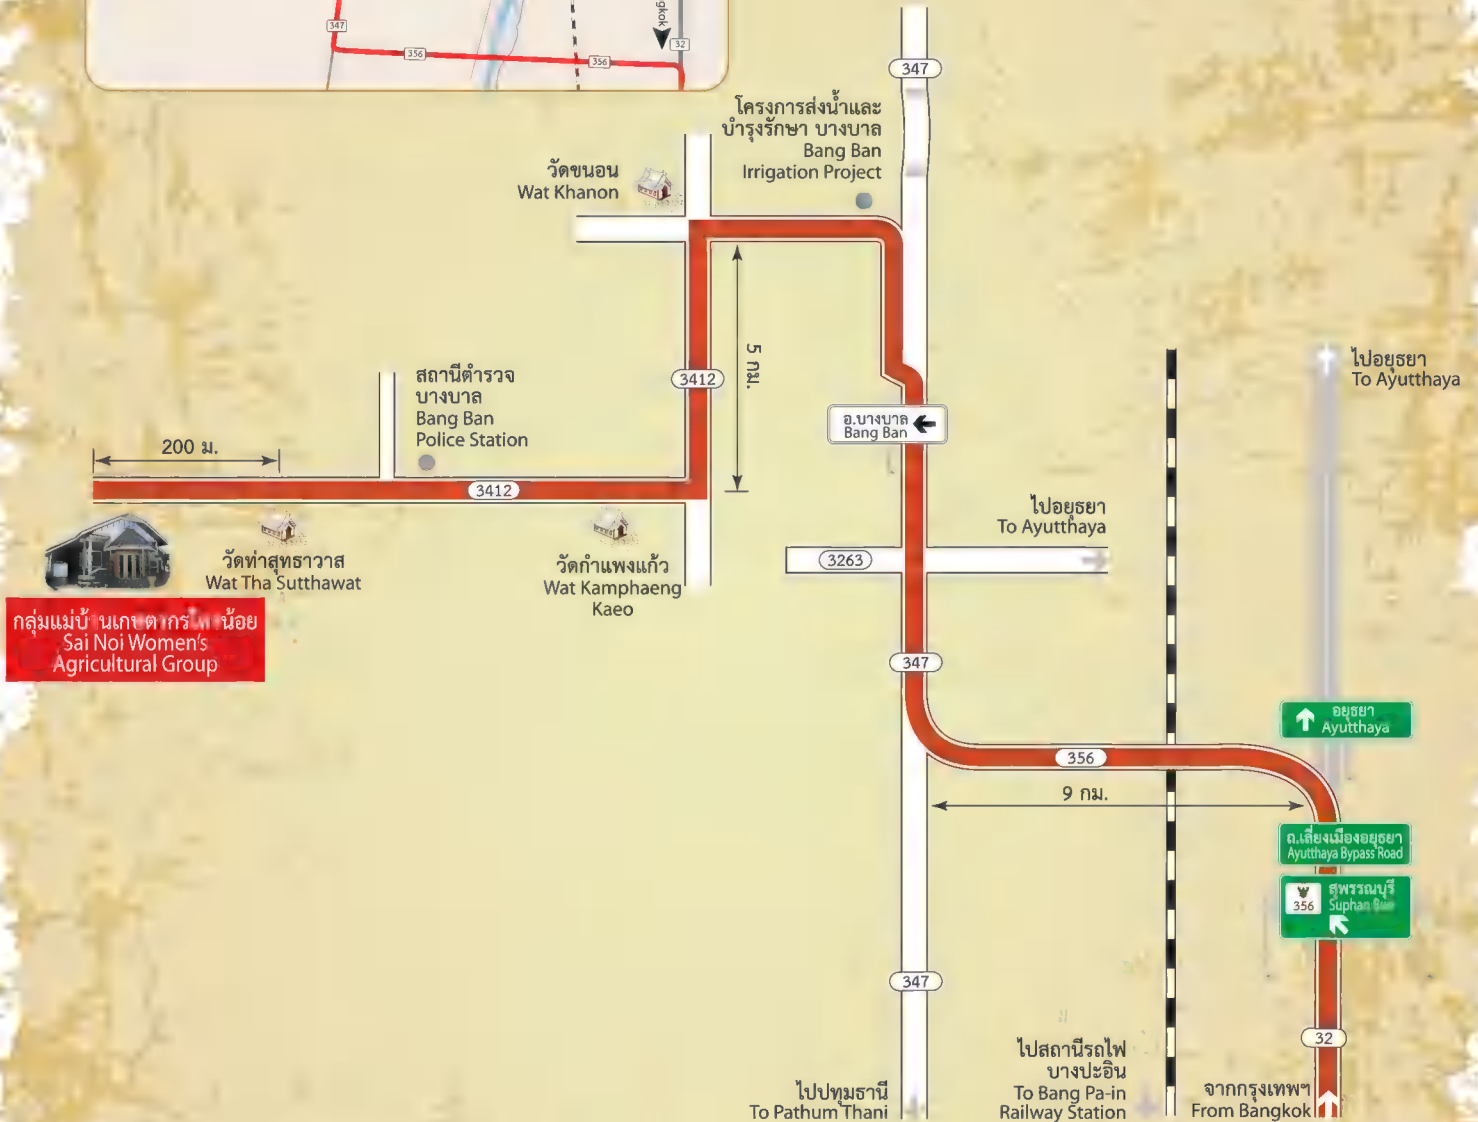 347
356
356
32
347
โครงการส่งน้ำและ
บำรุงรักษา บางบาล
Bang Ban
Irrigation Project
วัดขนอน
Wat Khanon
5 กม.
3412
สถานีตำรวจ
บางบาล
Bang Ban
Police Station
ไปอยุธยา
To Ayutthaya
อ.บางบาล
Bang Ban
200 ม.
3412
ไปอยุธยา
To Ayutthaya
3263
วัดท่าสุทธาวาส
Wat Tha Sutthawat
วัดกำแพงแก้ว
Wat Kamphaeng
Kaeo
Sai Noi Women's
Agricultural Group
347
อยุธยา
Ayutthaya
356
9 กม.
ถ.เลี่ยงเมืองอยุธยา
Ayutthaya Bypass Road
356
สุพรรณบุรี
Suphan
347
32
ไปสถานีรถไฟ
บางปะอิน
To Bang Pa-in
Railway Station
ไปปทุมธานี
To Pathum Thani
จากกรุงเทพฯ
From Bangkok